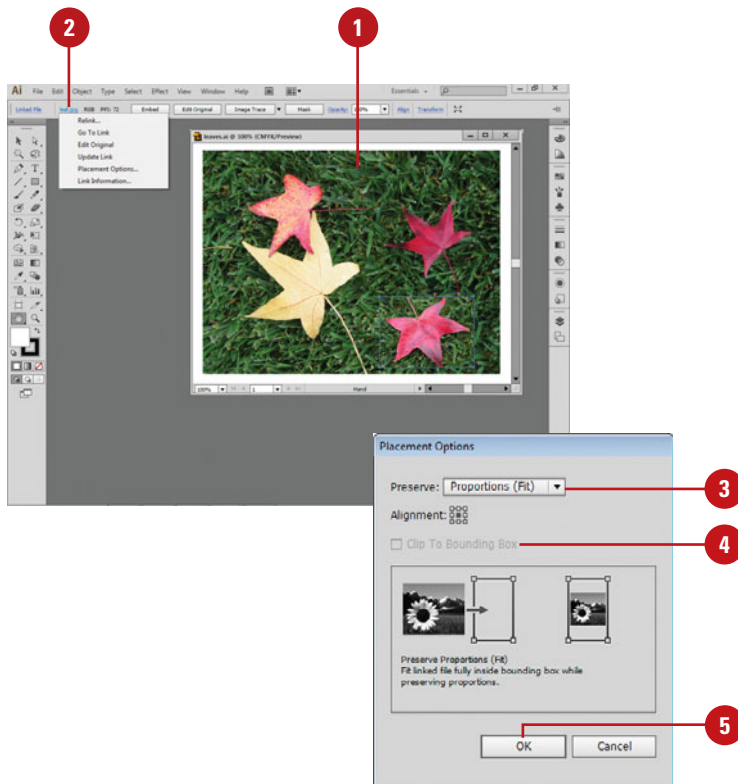 2
1
Ai File Edit Object Type Select Effect View Window Help
Essentials
Linked File leaf.jpg RGB PPI: 72 Embed Edit Original Image Trace Mask Opacity: 100% Align Transform
Relink...
Go To Link
Edit Original
Update Link
Placement Options...
Link Information...
leaves.ai @ 100% (CMYK/Preview)
100% 1 Hand
Placement Options
Preserve: Proportions (Fit)
3
Alignment:
Clip To Bounding Box
4
Preserve Proportions (Fit)
Fit linked file fully inside bounding box while
preserving proportions.
5
OK Cancel